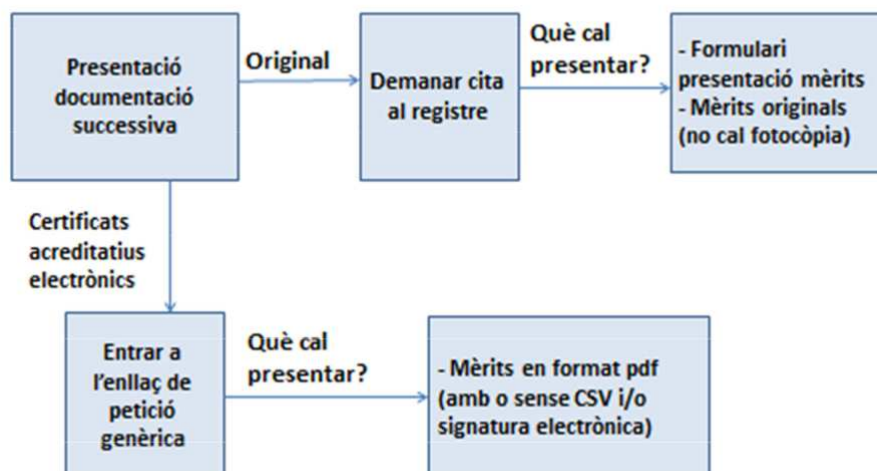 Presentació
documentació
successiva
Original
Demanar cita
al registre
Què cal
presentar?
- Formulari
presentació mèrits
- Mèrits originals
(no cal fotocòpia)
Certificats
acreditatius
electrònics
Entrar a
l'enllaç de
petició
genèrica
Què cal
presentar?
- Mèrits en format pdf
(amb o sense CSV i/o
signatura electrònica)